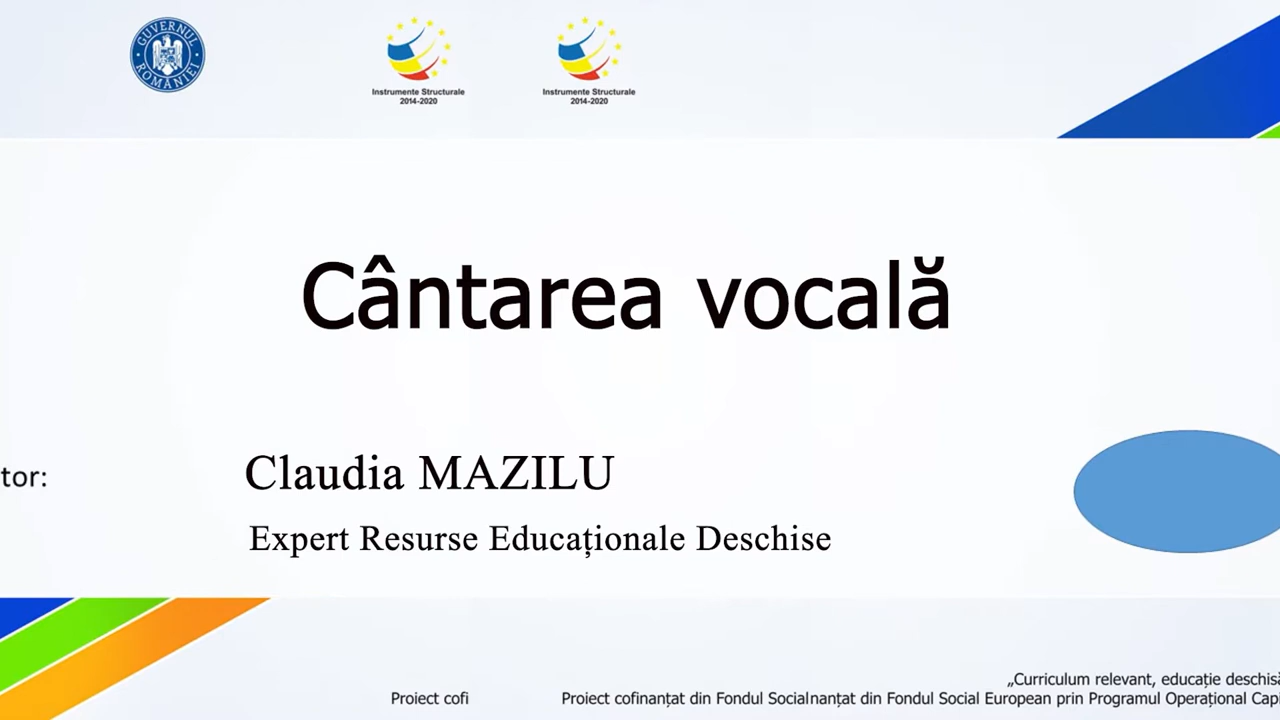 GUVERNUL ROMÂNIEI
Instrumente Structurale
2014-2020
Instrumente Structurale
2014-2020
Cântarea vocală
tor:
Claudia MAZILU
Expert Resurse Educaționale Deschise
„Curriculum relevant, educație deschisă
Proiect cofi
Proiect cofinanțat din Fondul Socialnanțat din Fondul Social European prin Programul Operațional Cap